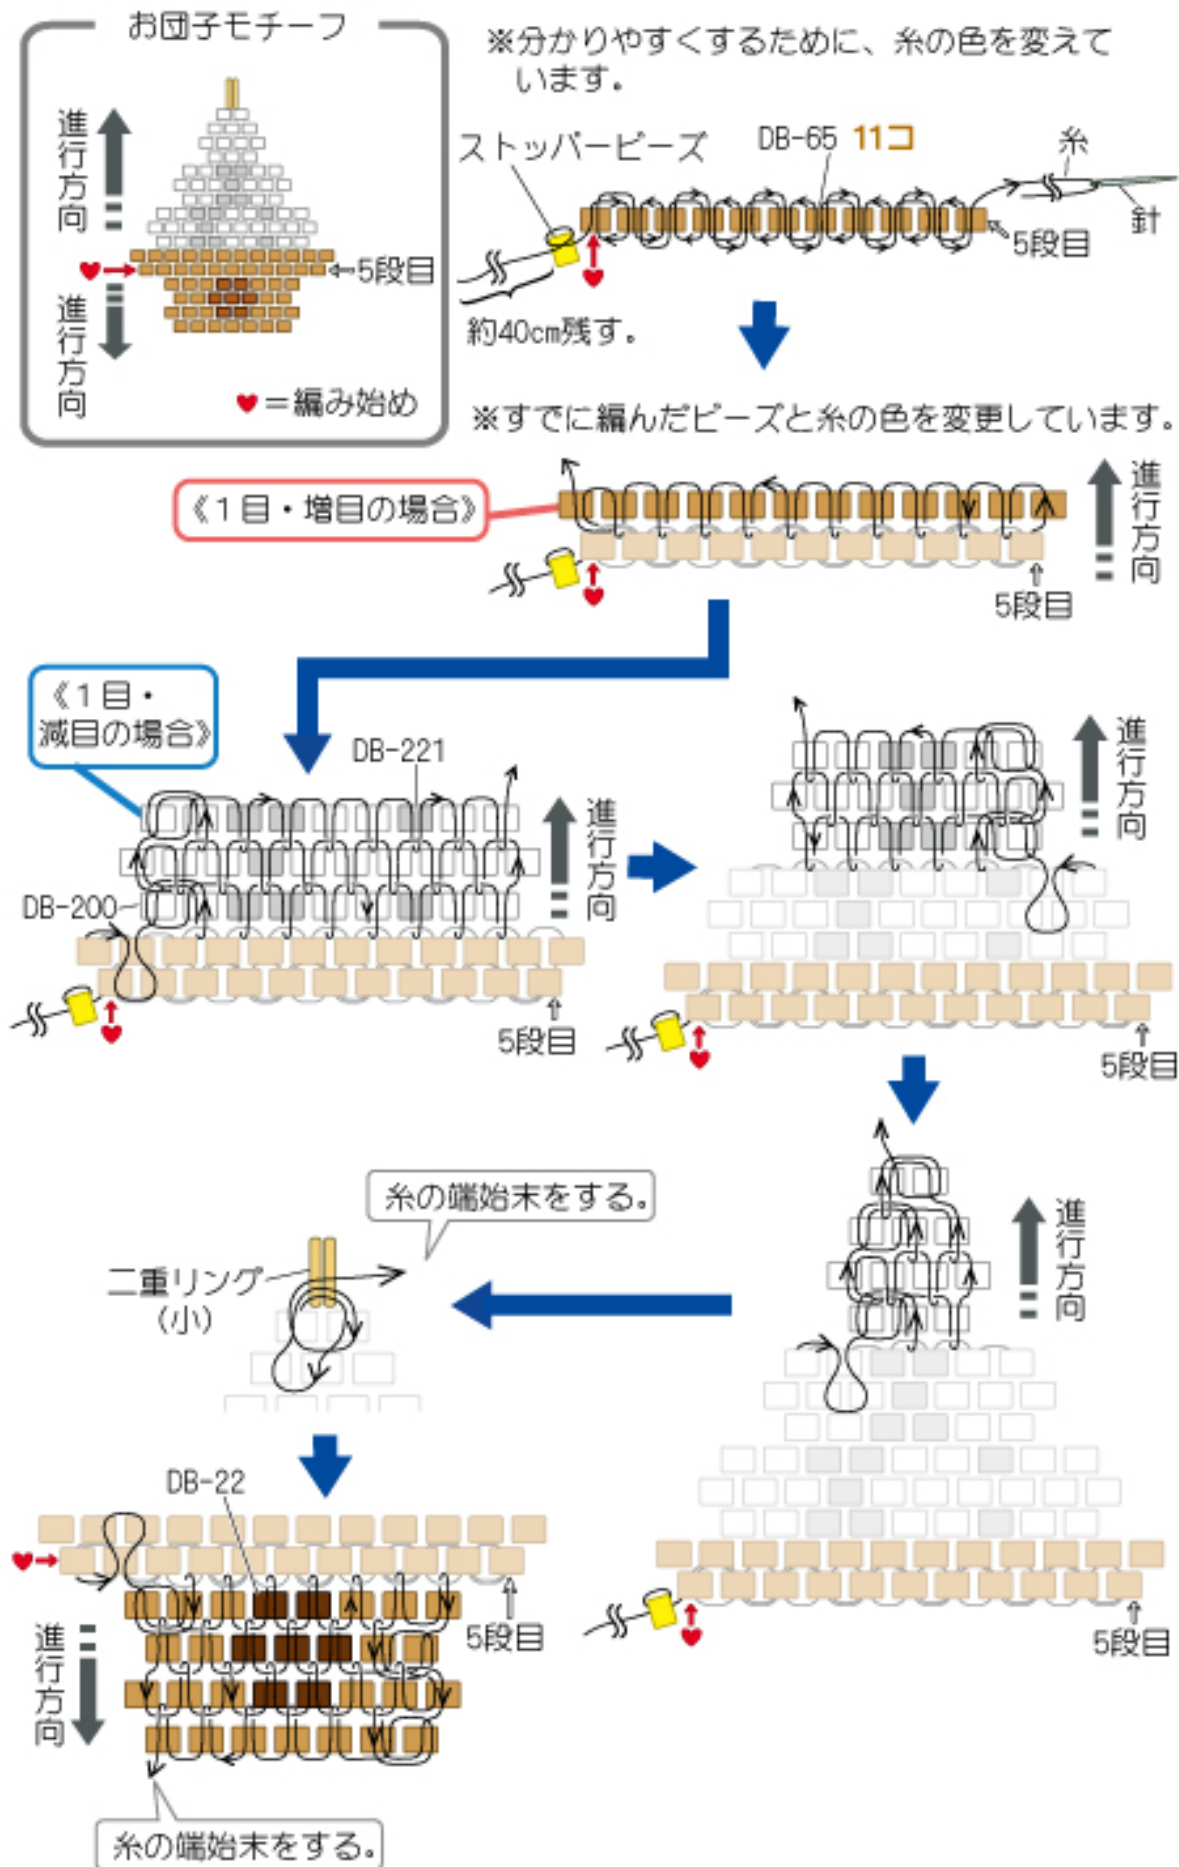 お団子モチーフ
進行方向
進行方向
5段目
♥=編み始め
※分かりやすくするために、糸の色を変えて
います。
ストッパービーズ
DB-65 11コ
糸
針
5段目
約40cm残す。
※すでに編んだビーズと糸の色を変更しています。
《1目・増目の場合》
進行方向
5段目
《1目・
減目の場合》
DB-221
進行方向
DB-200
5段目
進行方向
5段目
糸の端始末をする。
二重リング
(小)
進行方向
5段目
DB-22
5段目
進行方向
糸の端始末をする。